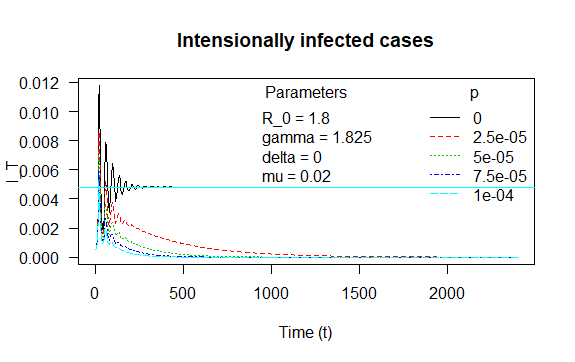 Intensionally infected cases
I_T
0.012
0.010
0.008
0.006
0.004
0.002
0.000
Parameters
R_0 = 1.8
gamma = 1.825
delta = 0
mu = 0.02
p
0
2.5e-05
5e-05
7.5e-05
1e-04
0 500 1000 1500 2000
Time (t)